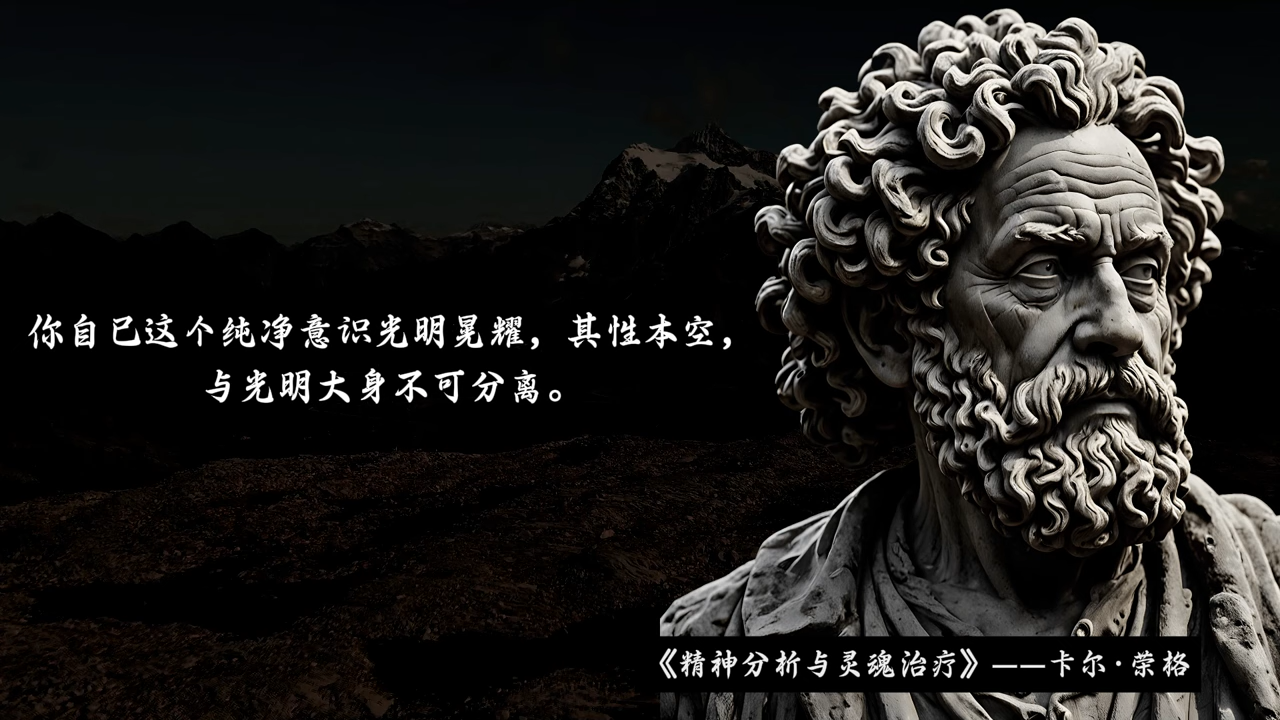 你自已这个纯净意识光明晃耀，其性本空，
与光明大身不可分离。
《精神分析与灵魂治疗》——卡尔·荣格